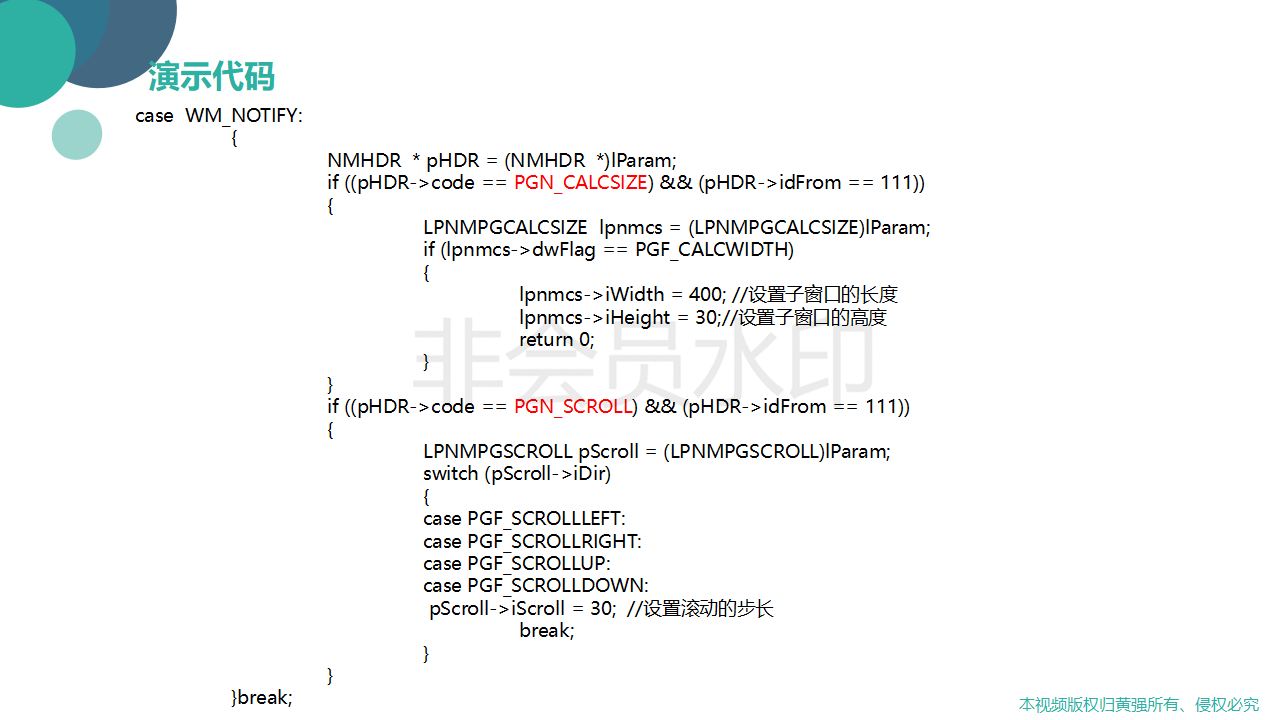 演示代码
case  WM_NOTIFY:
{
NMHDR  * pHDR = (NMHDR  *)lParam;
if ((pHDR->code == PGN_CALCSIZE) && (pHDR->idFrom == 111))
{
LPNMPGCALCSIZE  lpnmcs = (LPNMPGCALCSIZE)lParam;
if (lpnmcs->dwFlag == PGF_CALCWIDTH)
{
lpnmcs->iWidth = 400; //设置子窗口的长度
lpnmcs->iHeight = 30;//设置子窗口的高度
return 0;
}
}
非会员水印
if ((pHDR->code == PGN_SCROLL) && (pHDR->idFrom == 111))
{
LPNMPGSCROLL pScroll = (LPNMPGSCROLL)lParam;
switch (pScroll->iDir)
{
case PGF_SCROLLLEFT:
case PGF_SCROLLRIGHT:
case PGF_SCROLLUP:
case PGF_SCROLLDOWN:
pScroll->iScroll = 30;  //设置滚动的步长
break;
}
}
}break;
本视频版权归黄强所有、侵权必究